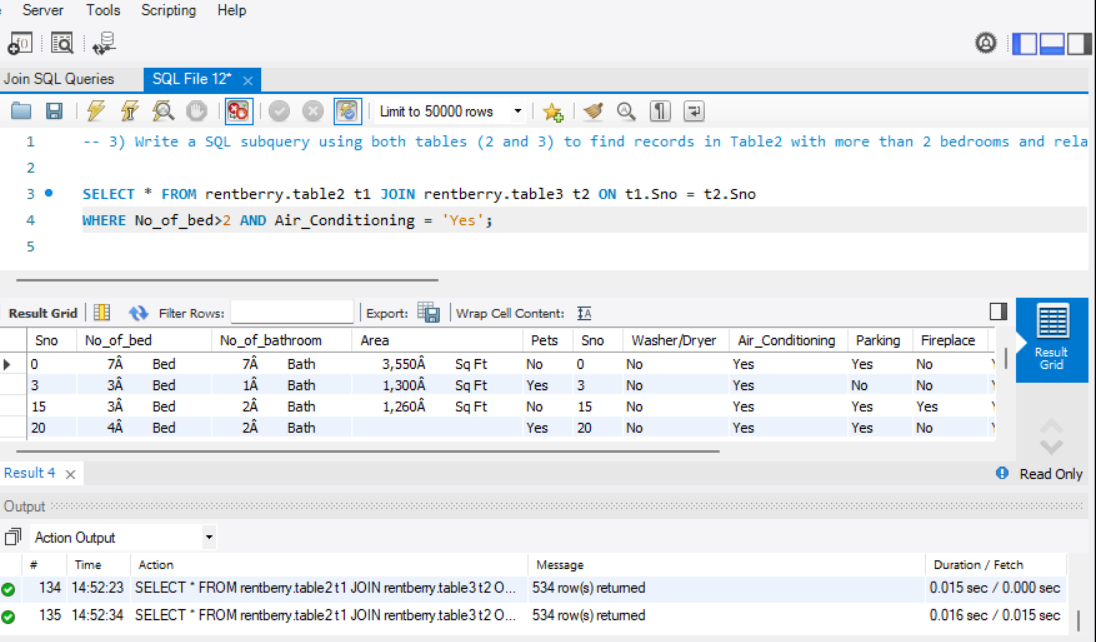 Server Tools Scripting Help
Join SQL Queries SQL File 12*
Limit to 50000 rows
1 -- 3) Write a SQL subquery using both tables (2 and 3) to find records in Table2 with more than 2 bedrooms and rela
2
3 SELECT * FROM rentberry.table2 t1 JOIN rentberry.table3 t2 ON t1.Sno = t2.Sno
4 WHERE No_of_bed>2 AND Air_Conditioning = 'Yes';
5
Result Grid Filter Rows: Export: Wrap Cell Content: IA
Sno No_of_bed No_of_bathroom Area Pets Sno Washer/Dryer Air_Conditioning Parking Fireplace
0 7Â Bed 7Â Bath 3,550Â Sq Ft No 0 No Yes Yes No
3 3Â Bed 1Â Bath 1,300Â Sq Ft Yes 3 No Yes No No
15 3Â Bed 2Â Bath 1,260Â Sq Ft No 15 No Yes Yes Yes
20 4Â Bed 2Â Bath Yes 20 No Yes Yes No
Result Grid
Result 4 Read Only
Output
Action Output
# Time Action Message Duration / Fetch
134 14:52:23 SELECT * FROM rentberry.table2 t1 JOIN rentberry.table3 t2 O... 534 row(s) returned 0.015 sec / 0.000 sec
135 14:52:34 SELECT * FROM rentberry.table2 t1 JOIN rentberry.table3 t2 O... 534 row(s) returned 0.016 sec / 0.015 sec